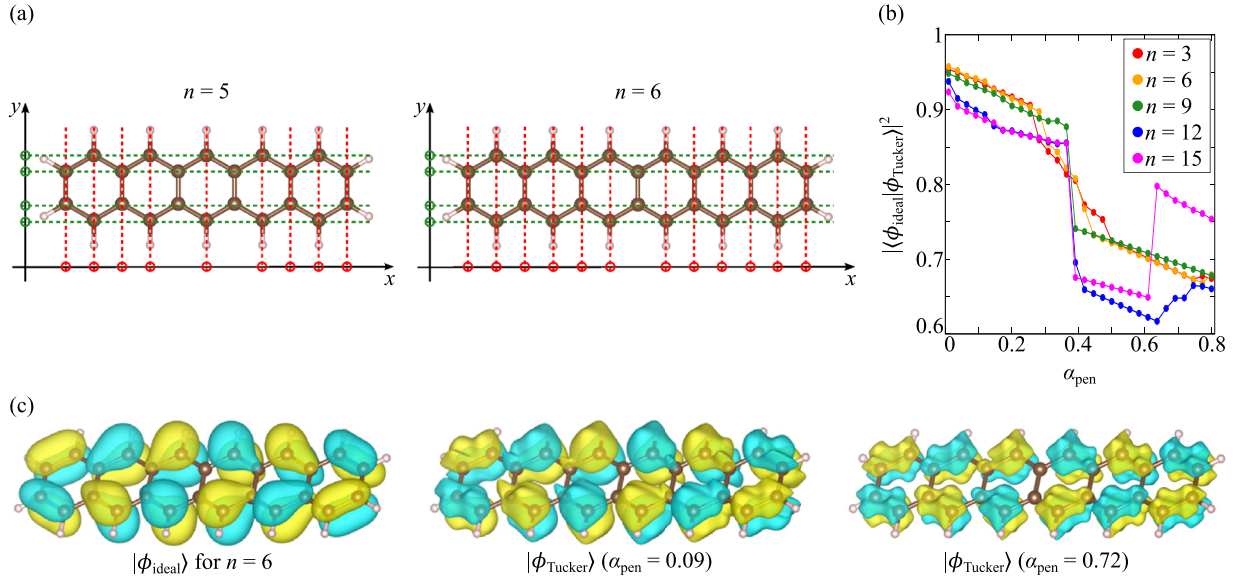 (a)
n = 5
y
x
n = 6
y
x
(b)
1
0.9
0.8
0.7
0.6
|⟨ϕideal|ϕTucker⟩|²
n = 3
n = 6
n = 9
n = 12
n = 15
0 0.2 0.4 0.6 0.8
αpen
(c)
|ϕideal⟩ for n = 6
|ϕTucker⟩ (αpen = 0.09)
|ϕTucker⟩ (αpen = 0.72)